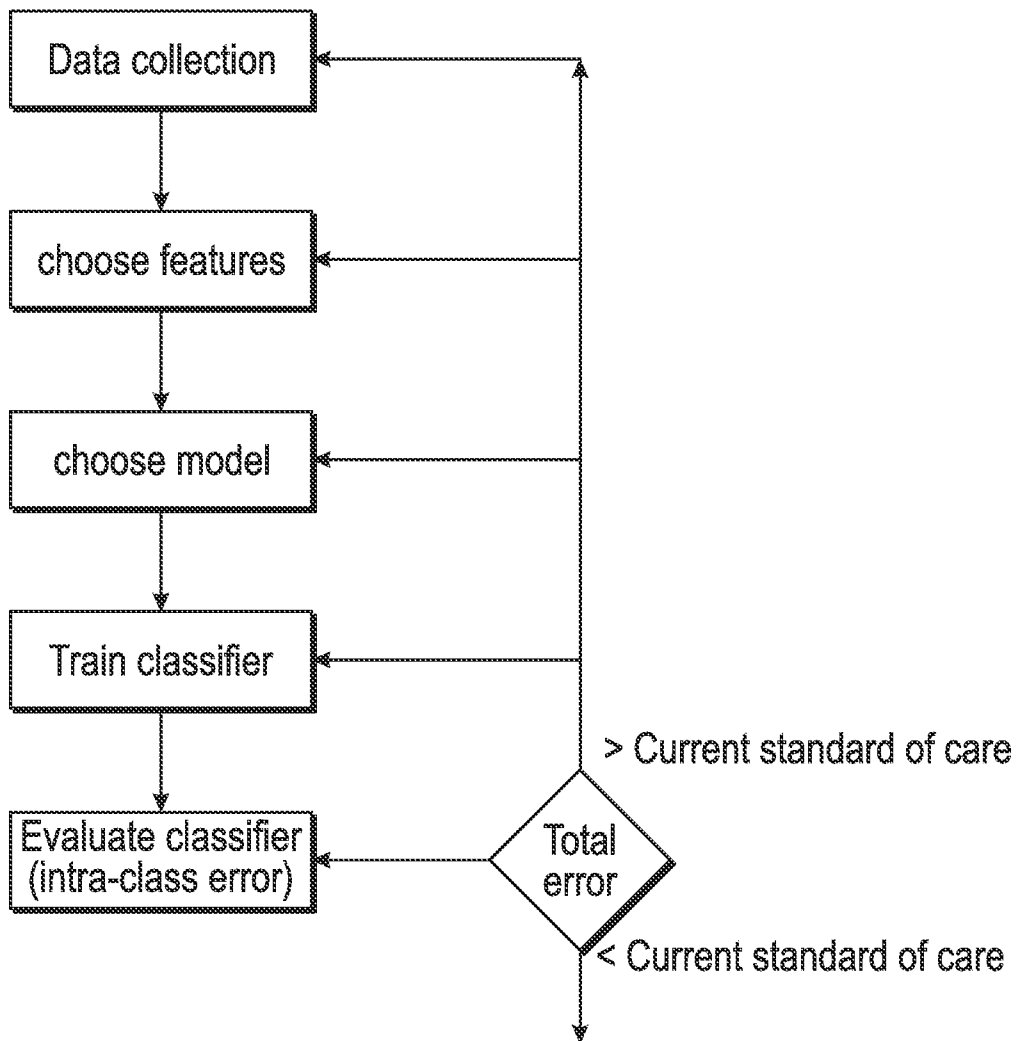 Data collection
choose features
choose model
Train classifier
> Current standard of care
Evaluate classifier
(intra-class error)
Total
error
< Current standard of care